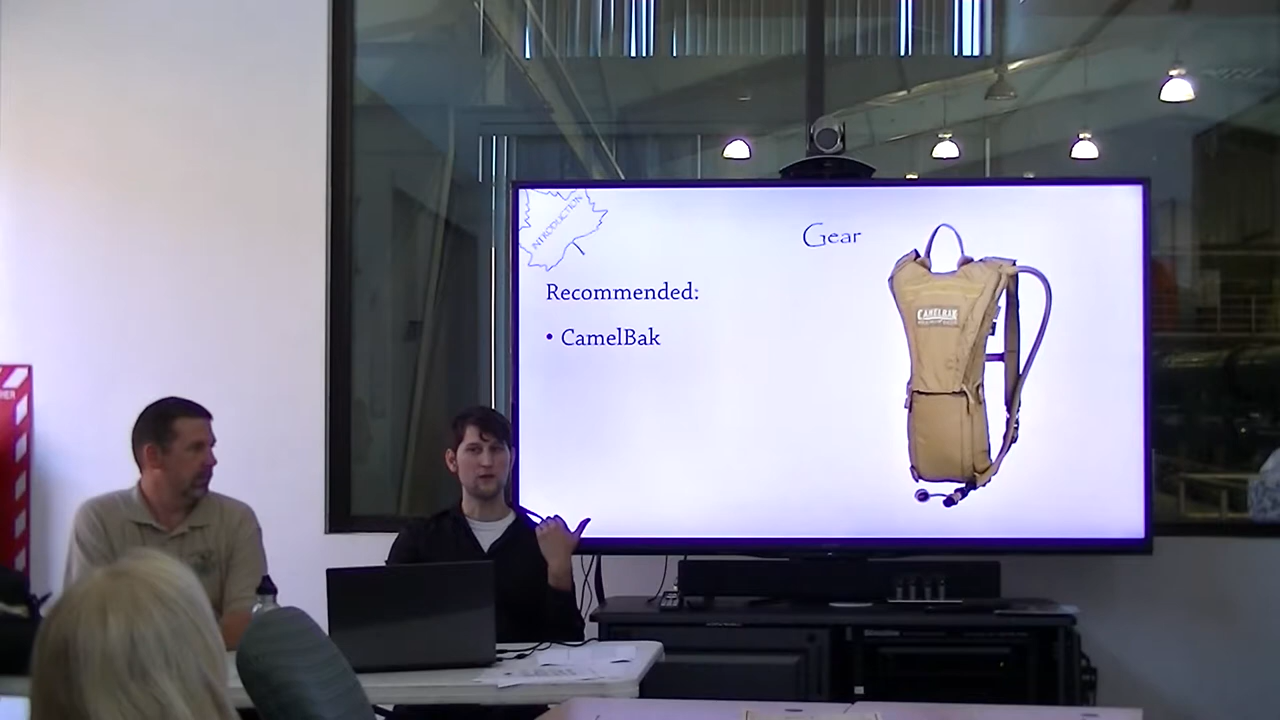 INTRODUCTION
Gear
Recommended:
• CamelBak
CAMELBAK